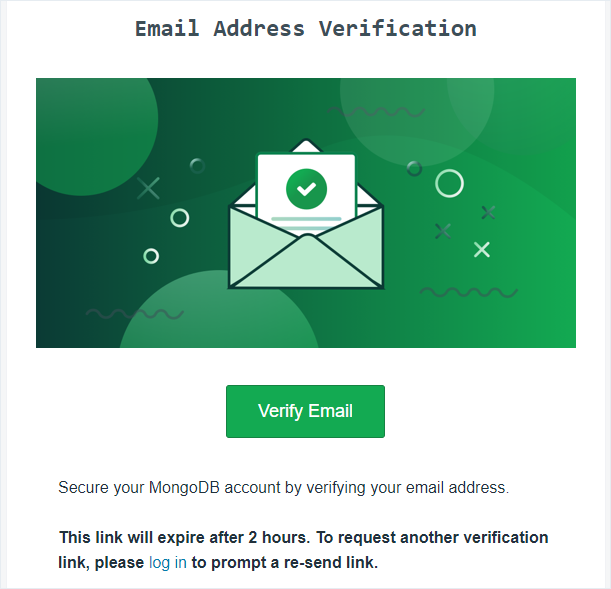 Email Address Verification
Verify Email
Secure your MongoDB account by verifying your email address.
This link will expire after 2 hours. To request another verification
link, please log in to prompt a re-send link.